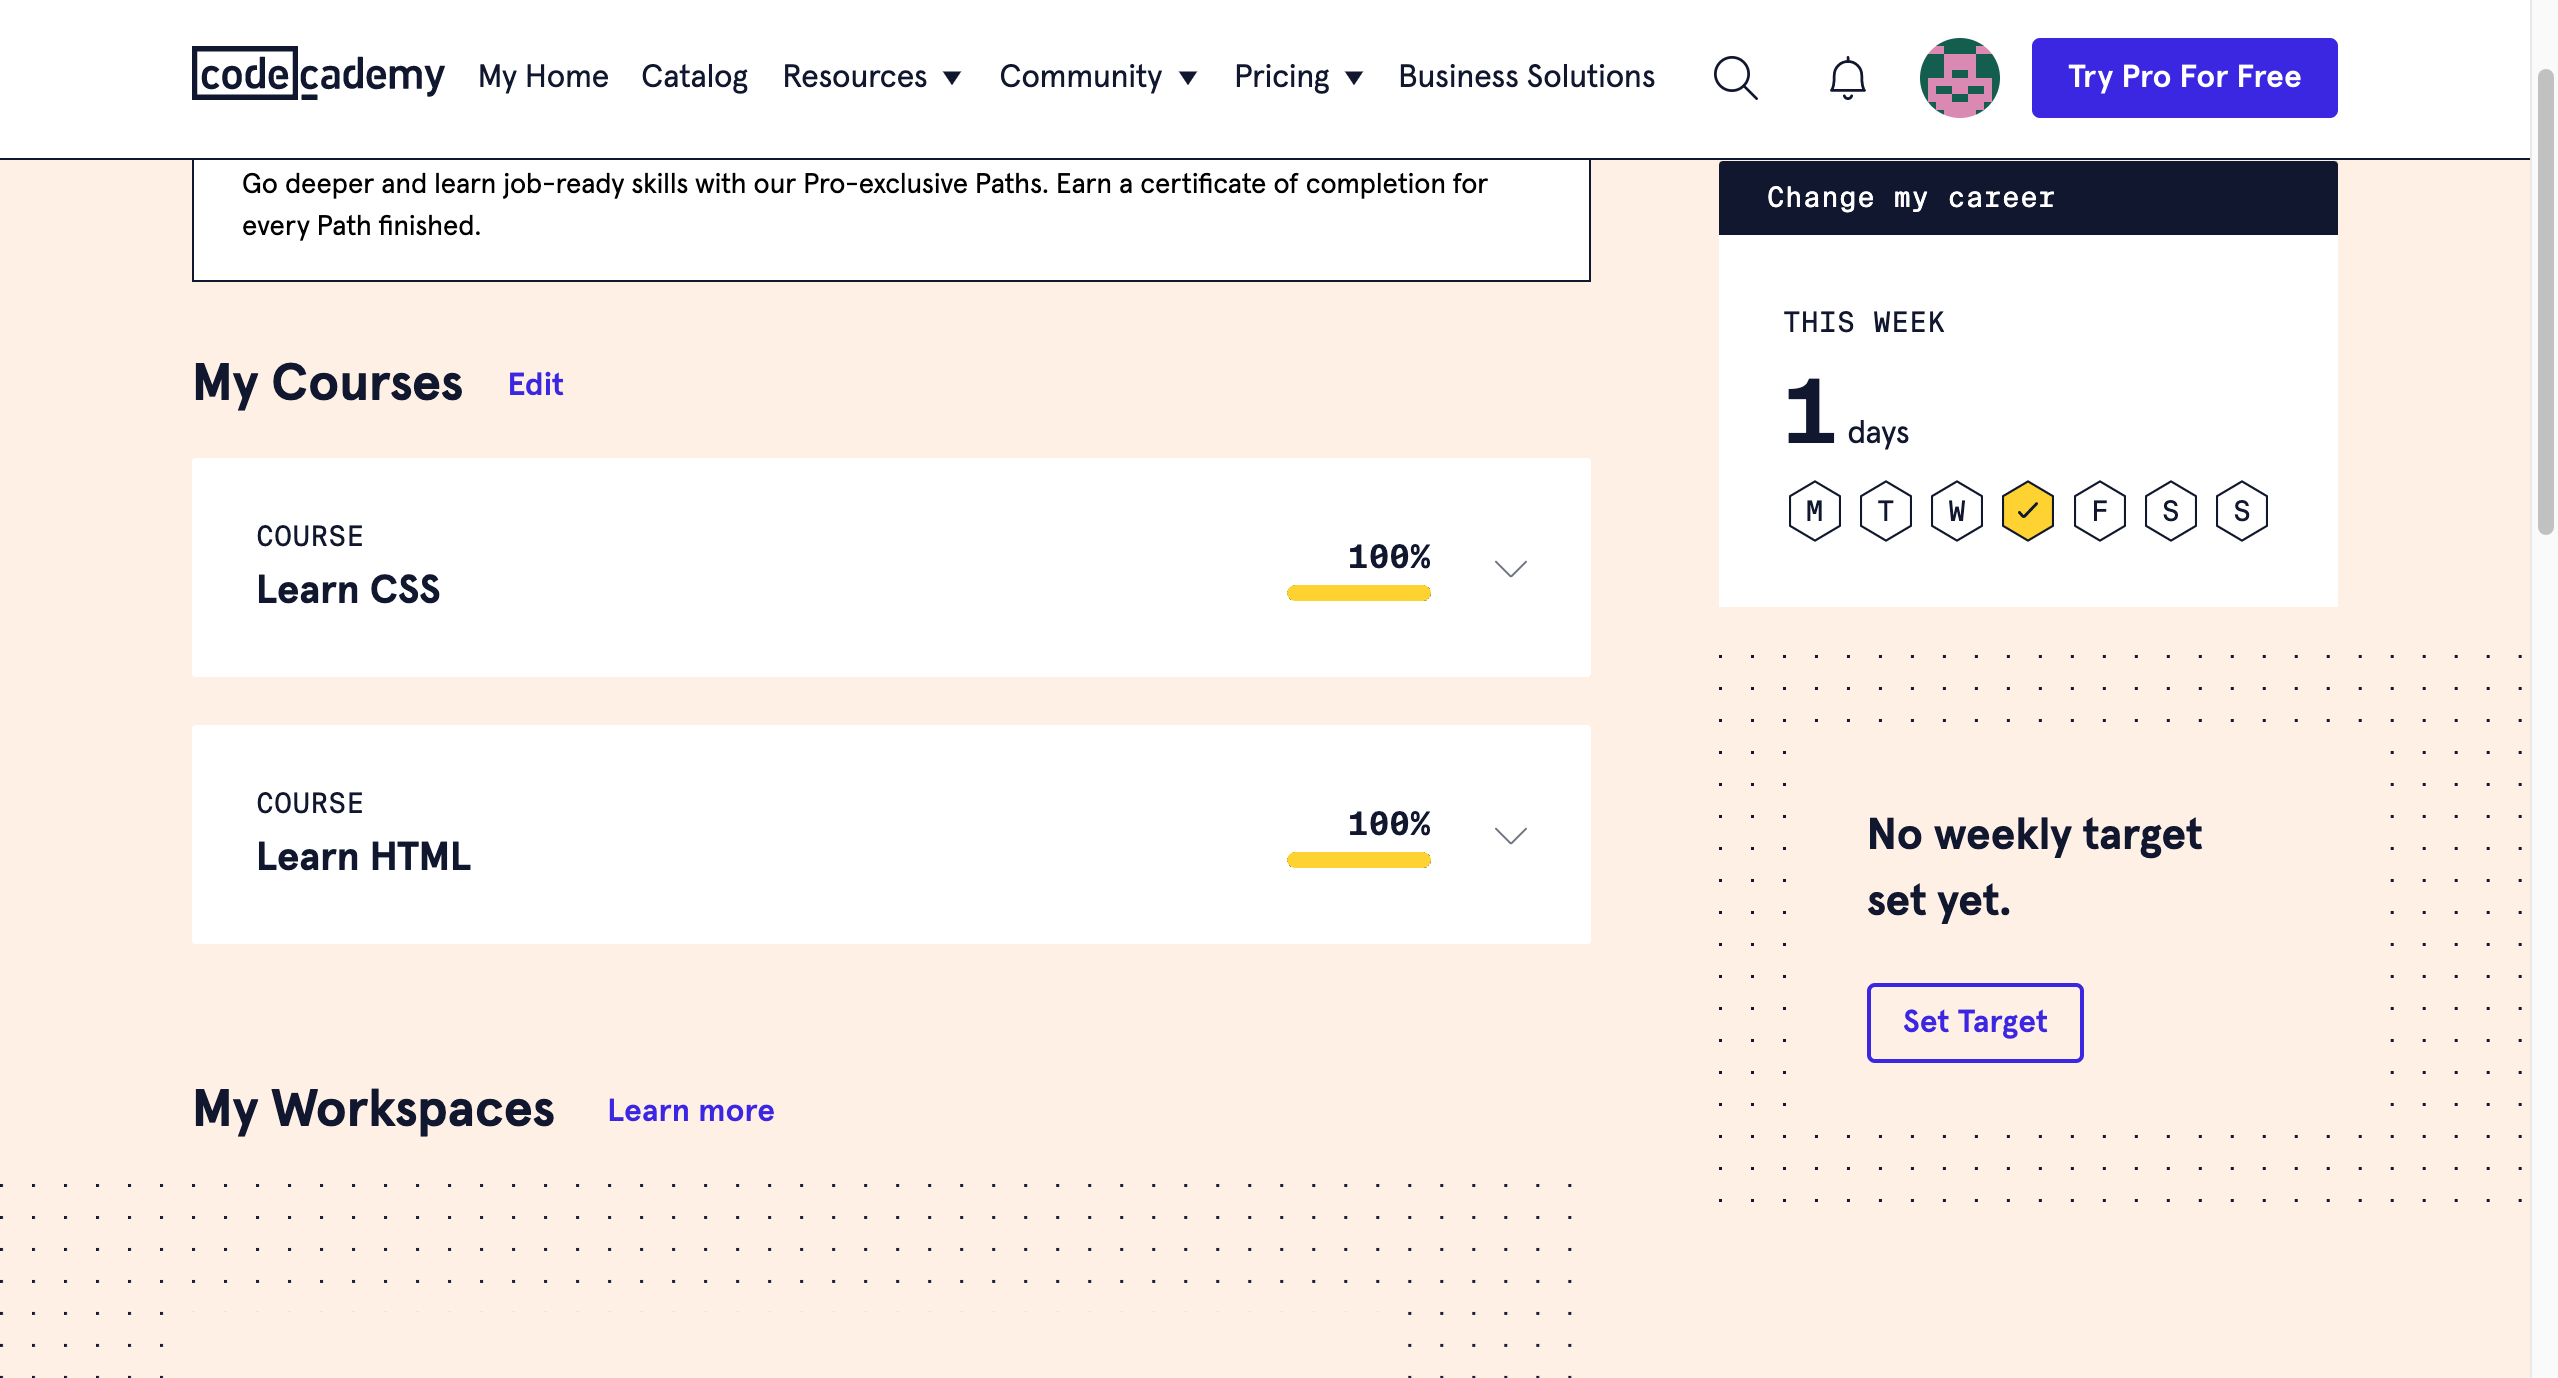 codecademy My Home Catalog Resources Community Pricing Business Solutions Try Pro For Free
Go deeper and learn job-ready skills with our Pro-exclusive Paths. Earn a certificate of completion for
every Path finished.
My Courses Edit
COURSE
Learn CSS
100%
COURSE
Learn HTML
100%
My Workspaces Learn more
Change my career
THIS WEEK
1 days
M T W F S S
No weekly target
set yet.
Set Target